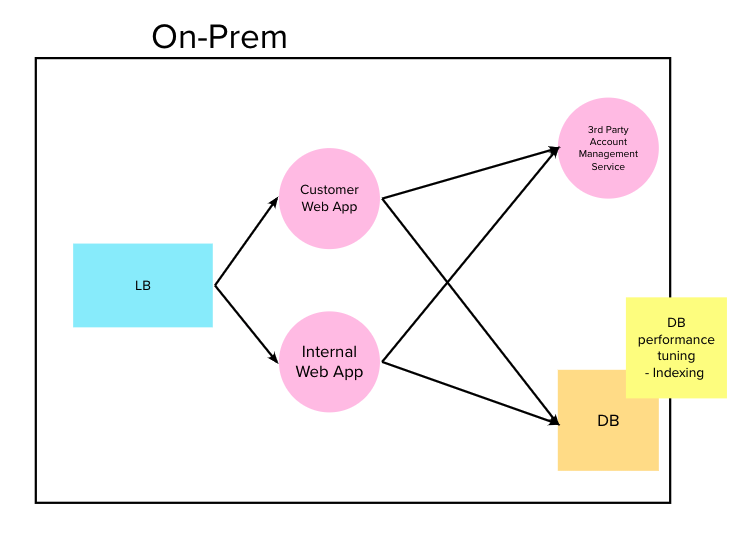 On-Prem
3rd Party
Account
Management
Service
Customer
Web App
LB
Internal
Web App
DB
performance
tuning
- Indexing
DB